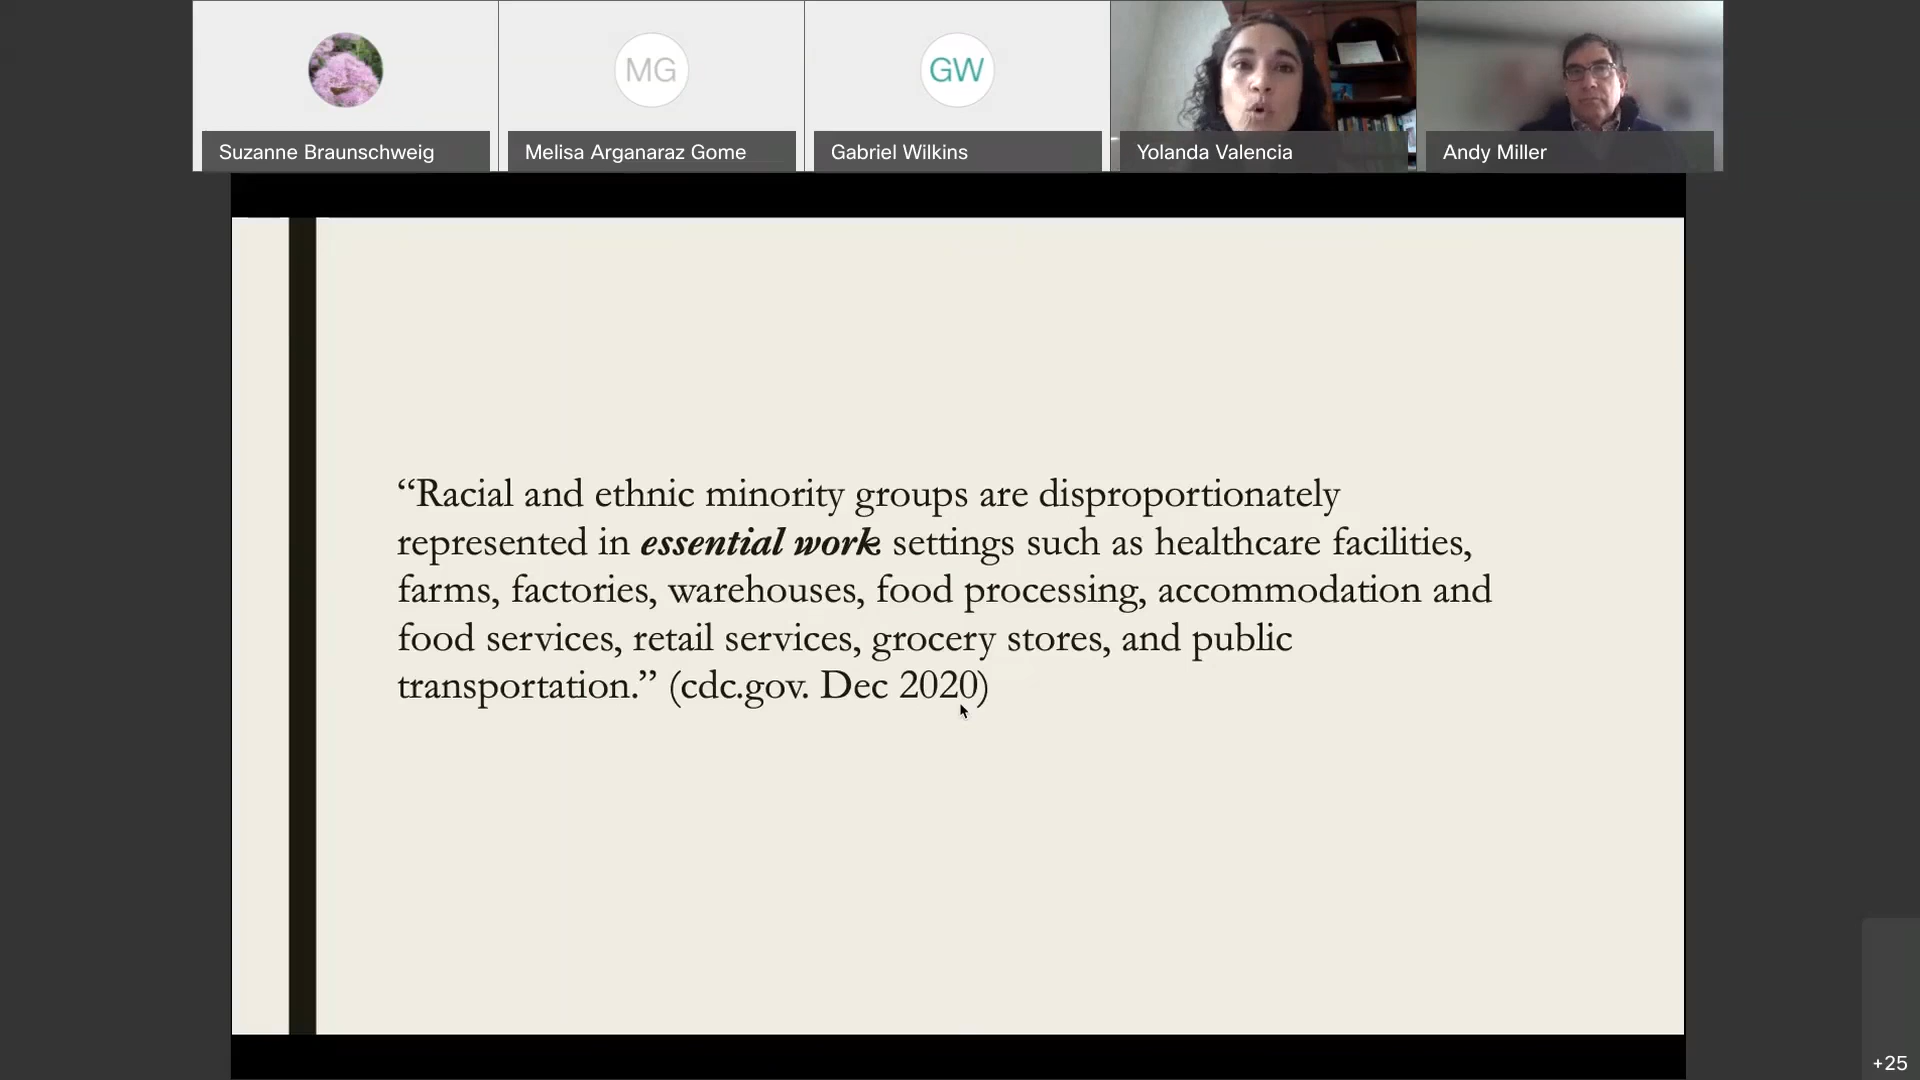 MG
GW
Suzanne Braunschweig
Melisa Arganaraz Gome
Gabriel Wilkins
Yolanda Valencia
Andy Miller
“Racial and ethnic minority groups are disproportionately
represented in essential work settings such as healthcare facilities,
farms, factories, warehouses, food processing, accommodation and
food services, retail services, grocery stores, and public
transportation.” (cdc.gov. Dec 2020)
+25